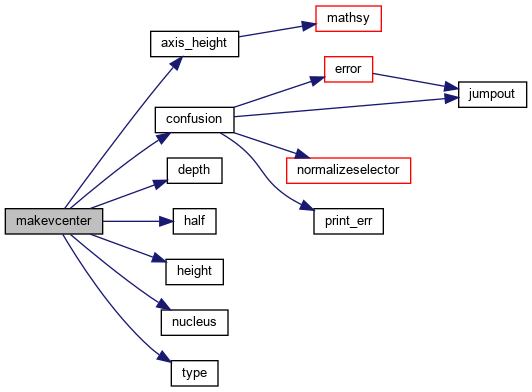 mathsy
axis_height
error
jumpout
confusion
depth
normalizeselector
makevcenter
half
print_err
height
nucleus
type